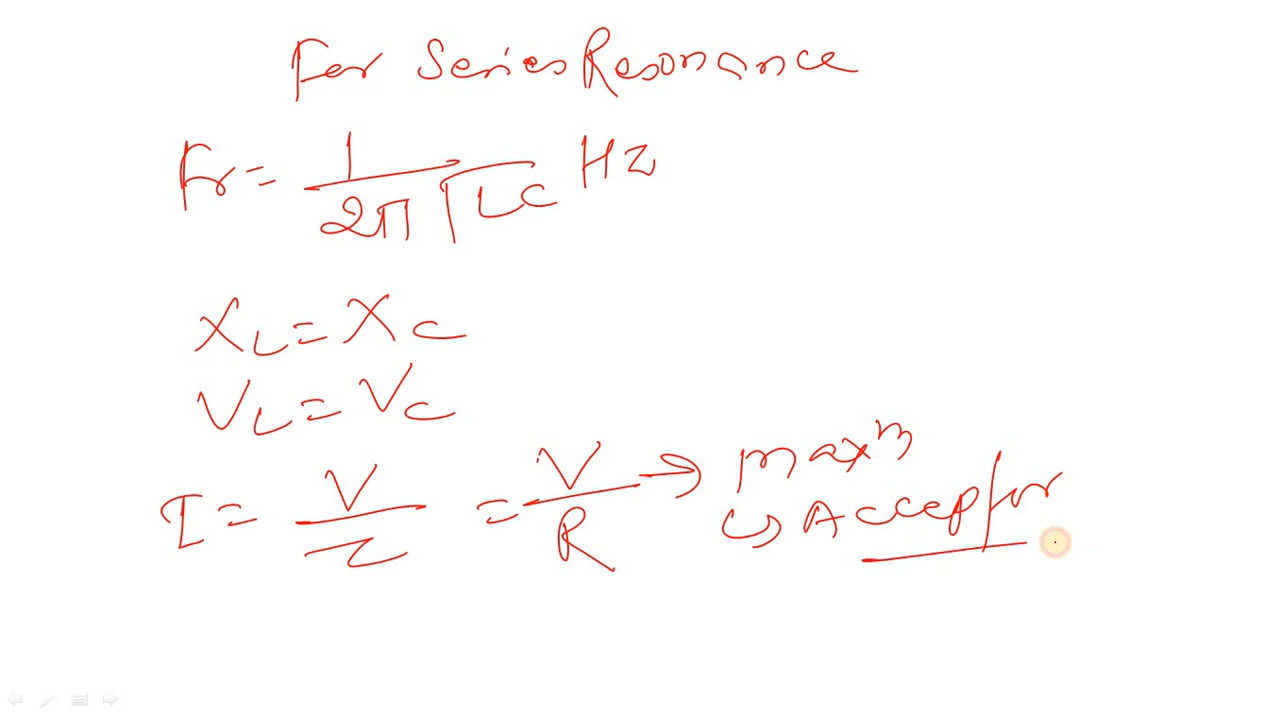 For Series Resonance
Fr = 1 / 2π √LC HZ
XL = XC
VL = VC
I = V / Z = V / R → maxm
↪ Acceptor